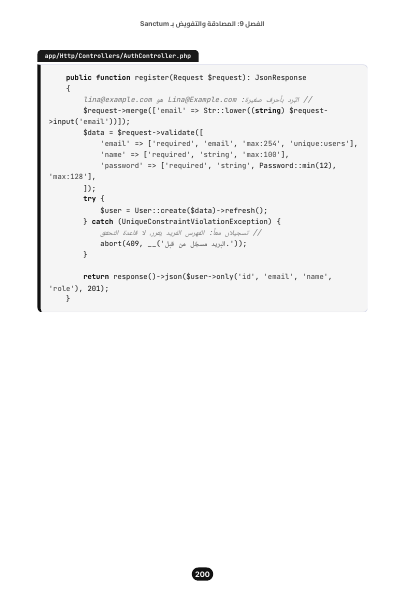 الفصل 9: المصادقة والتفويض بـ Sanctum
app/Http/Controllers/AuthController.php
public function register(Request $request): JsonResponse
{
// البريد بأحرف صغيرة: Lina@Example.com هو lina@example.com
$request->merge(['email' => Str::lower((string) $request-
>input('email'))]);
$data = $request->validate([
'email' => ['required', 'email', 'max:254', 'unique:users'],
'name' => ['required', 'string', 'max:100'],
'password' => ['required', 'string', Password::min(12),
'max:128'],
]);
try {
$user = User::create($data)->refresh();
} catch (UniqueConstraintViolationException) {
// تسجيلان معاً: الفهرس الفريد يقرر، لا قاعدة التحقق
abort(409, __('البريد مسجّل من قبل.'));
}
return response()->json($user->only('id', 'email', 'name',
'role'), 201);
}
200